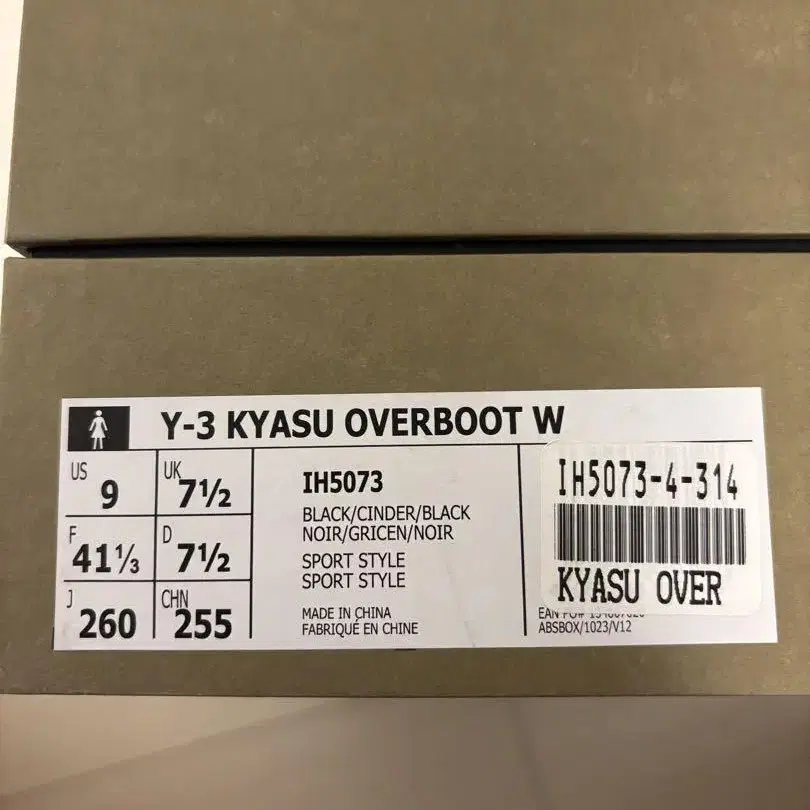 Y-3 KYASU OVERBOOT W
US 9
UK 7½
F 41⅓
D 7½
J 260
CHN 255
IH5073
BLACK/CINDER/BLACK
NOIR/GRICEN/NOIR
SPORT STYLE
SPORT STYLE
MADE IN CHINA
FABRIQUÉ EN CHINE
IH5073-4-314
KYASU OVER
EAN
ABSBOX/1023/V12